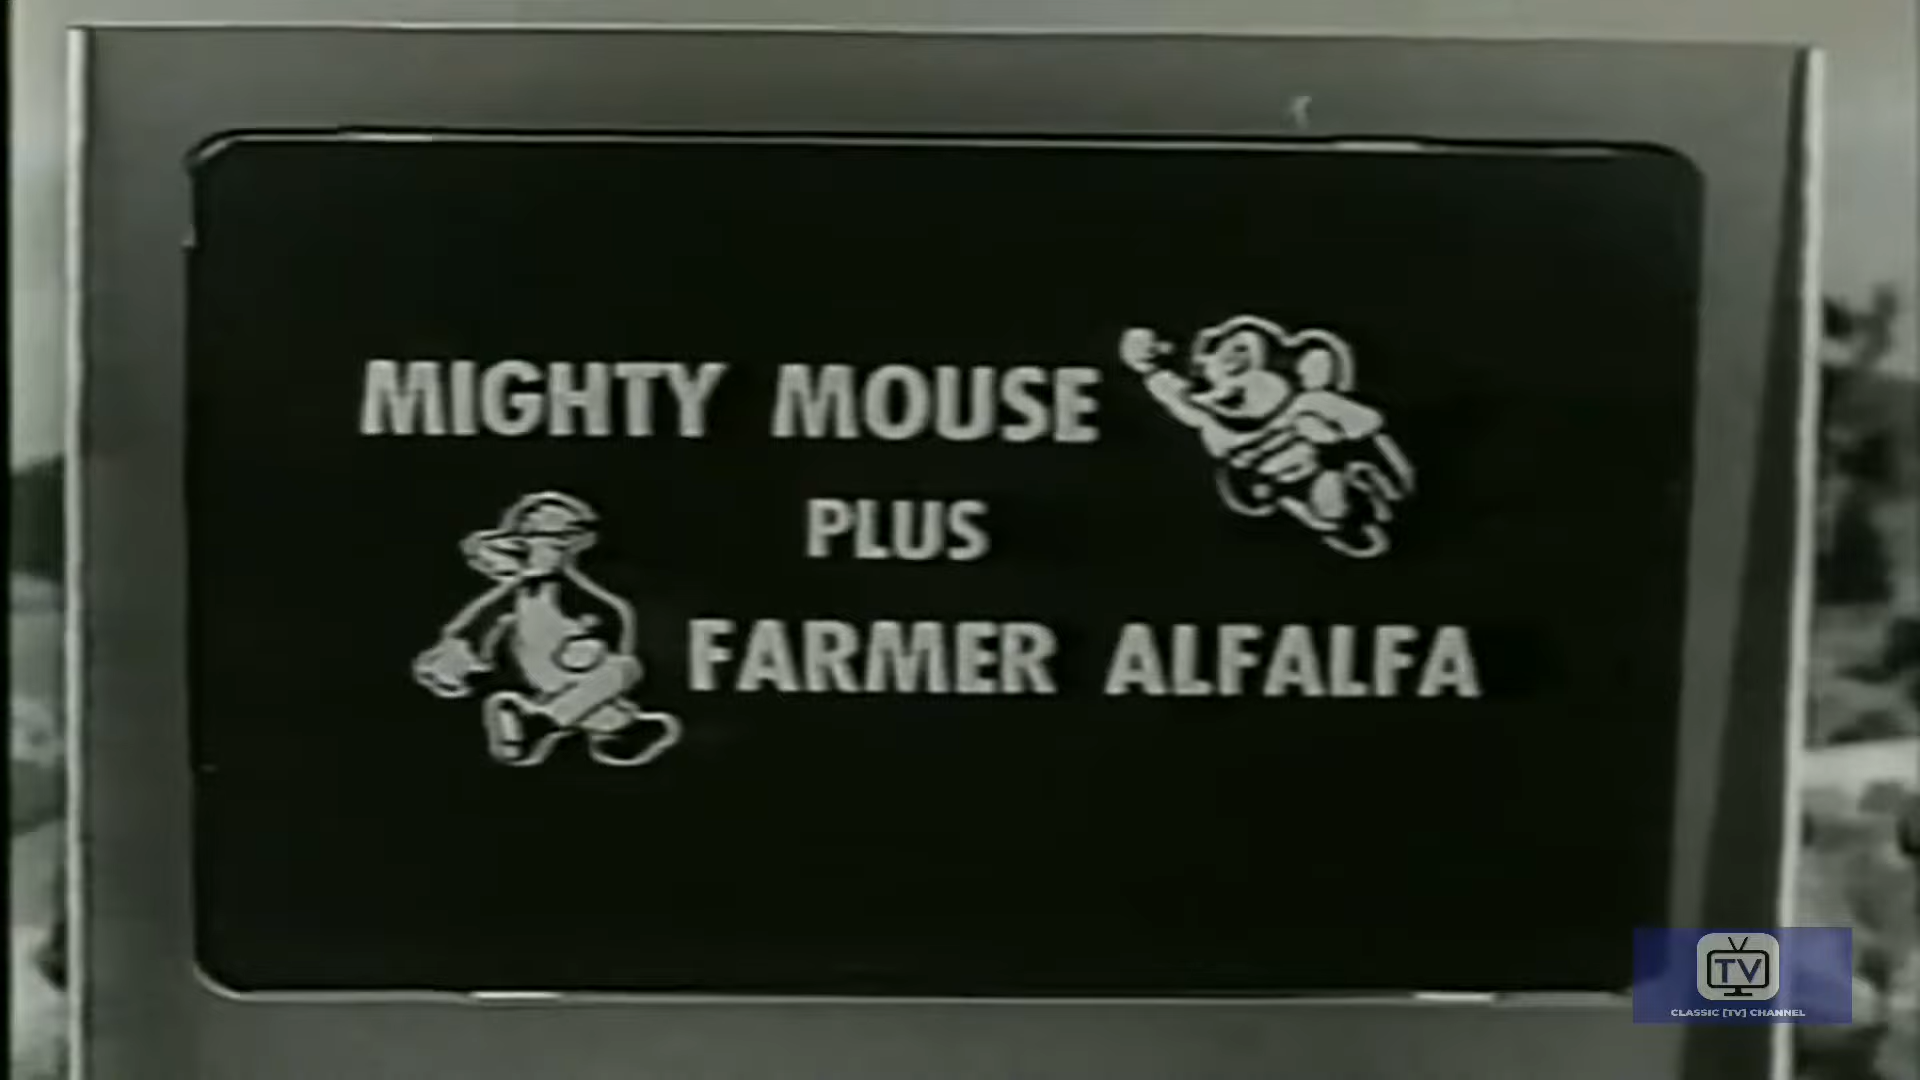 MIGHTY MOUSE
PLUS
FARMER ALFALFA
TV
CLASSIC [TV] CHANNEL